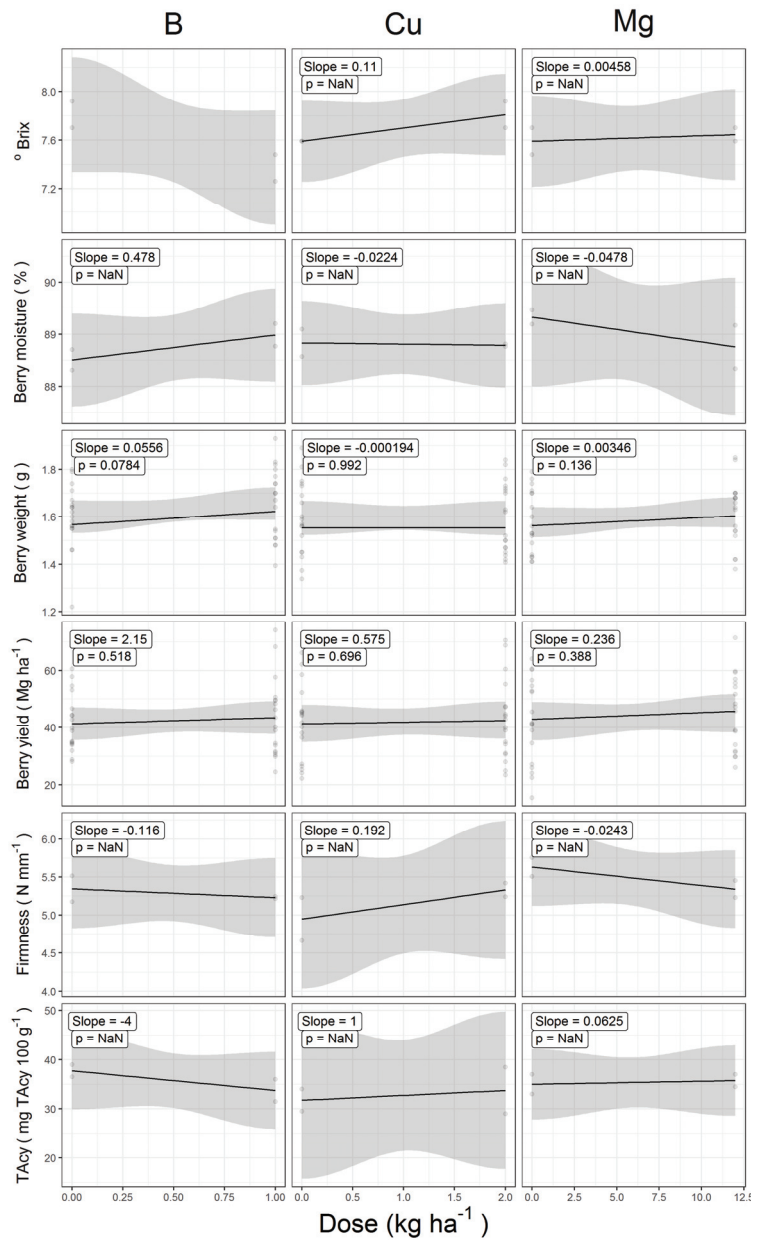 B Cu Mg
º Brix
8.0
7.6
7.2
Slope = 0.11
p = NaN
Slope = 0.00458
p = NaN
Berry moisture ( % )
90
89
88
Slope = 0.478
p = NaN
Slope = -0.0224
p = NaN
Slope = -0.0478
p = NaN
Berry weight ( g )
1.8
1.6
1.4
1.2
Slope = 0.0556
p = 0.0784
Slope = -0.000194
p = 0.992
Slope = 0.00346
p = 0.136
Berry yield ( Mg ha⁻¹ )
60
40
20
Slope = 2.15
p = 0.518
Slope = 0.575
p = 0.696
Slope = 0.236
p = 0.388
Firmness ( N mm⁻¹ )
6.0
5.5
5.0
4.5
4.0
Slope = -0.116
p = NaN
Slope = 0.192
p = NaN
Slope = -0.0243
p = NaN
TAcy ( mg TAcy 100 g⁻¹ )
50
40
30
20
Slope = -4
p = NaN
Slope = 1
p = NaN
Slope = 0.0625
p = NaN
0.00 0.25 0.50 0.75 1.00 0.0 0.5 1.0 1.5 2.0 0.0 2.5 5.0 7.5 10.0 12.5
Dose (kg ha⁻¹ )